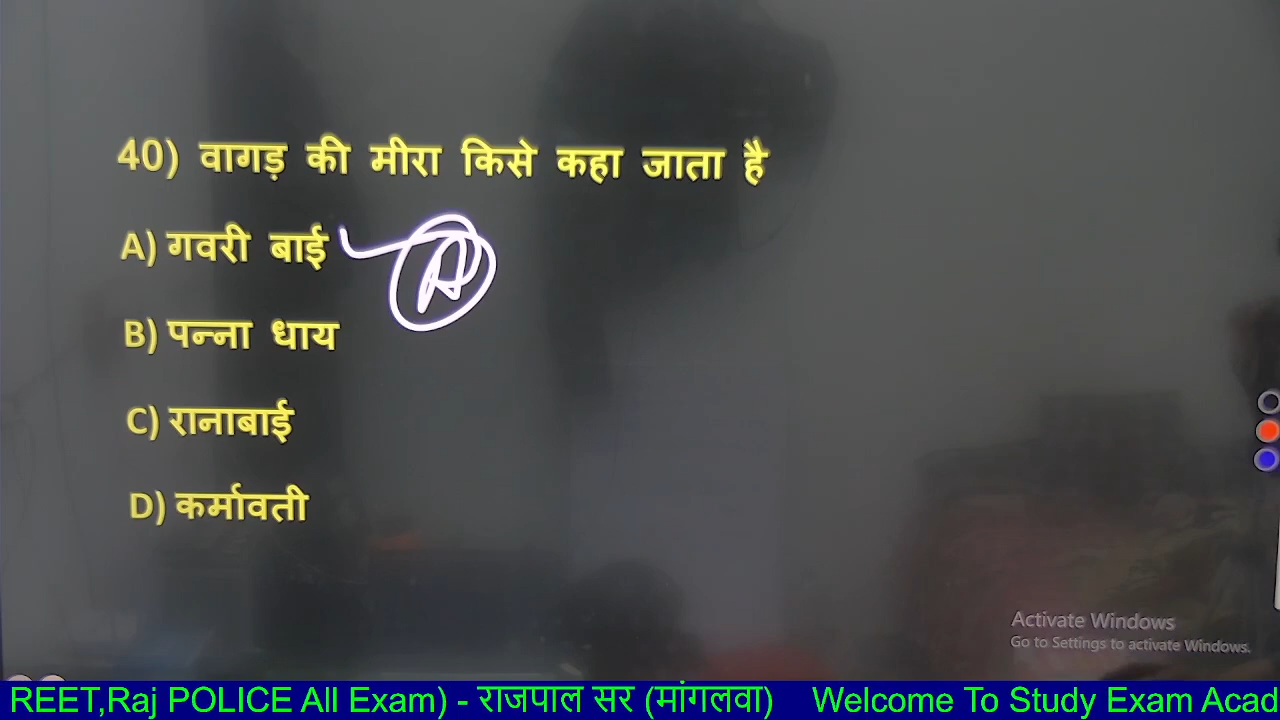 40) वागड़ की मीरा किसे कहा जाता है
A) गवरी बाई
A
B) पन्ना धाय
C) रानाबाई
D) कर्मावती
Activate Windows
Go to Settings to activate Windows.
REET,Raj POLICE All Exam) - राजपाल सर (मांगलवा) Welcome To Study Exam Acad